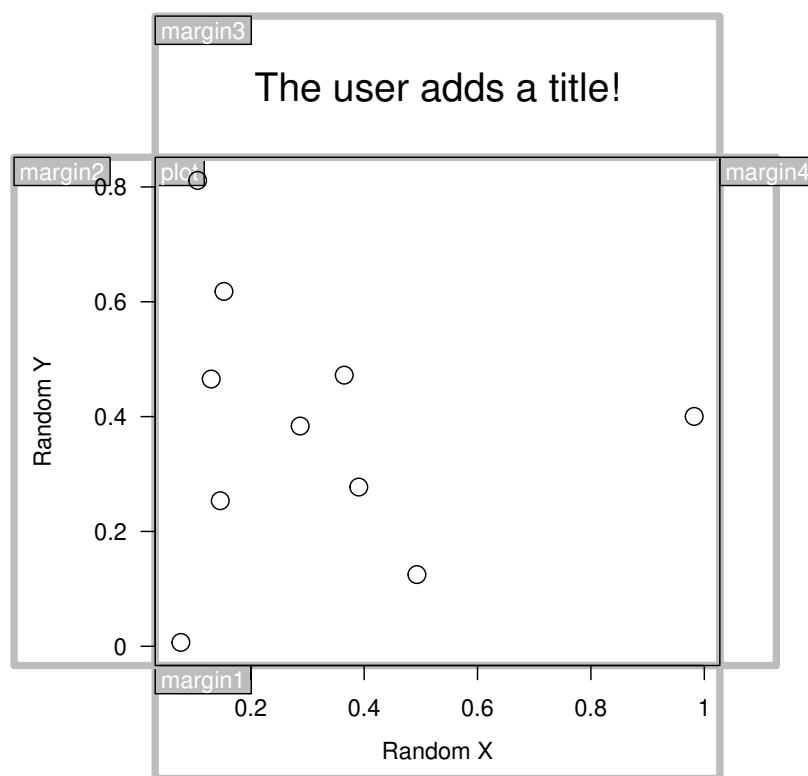 margin3
The user adds a title!
margin2
plot
margin4
0.8
0.6
0.4
0.2
0
Random Y
margin1
0.2
0.4
0.6
0.8
1
Random X